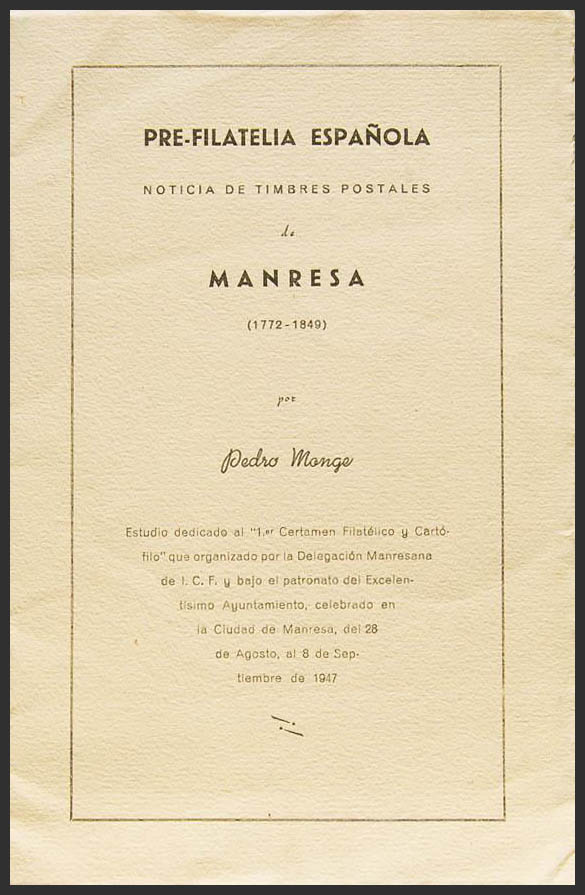 PRE-FILATELIA ESPAÑOLA
NOTICIA DE TIMBRES POSTALES
de
MANRESA
(1772-1849)
por
Pedro Monge
Estudio dedicado al "1.er Certamen Filatélico y Cartó-
filo" que organizado por la Delegación Manresana
de I. C. F. y bajo el patronato del Excelen-
tísimo Ayuntamiento, celebrado en
la Ciudad de Manresa, del 28
de Agosto, al 8 de Sep-
tiembre de 1947